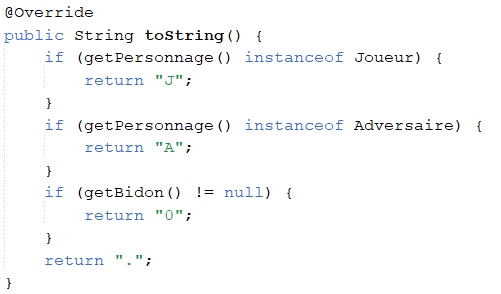 @Override
public String toString() {
    if (getPersonnage() instanceof Joueur) {
        return "J";
    }
    if (getPersonnage() instanceof Adversaire) {
        return "A";
    }
    if (getBidon() != null) {
        return "0";
    }
    return ".";
}